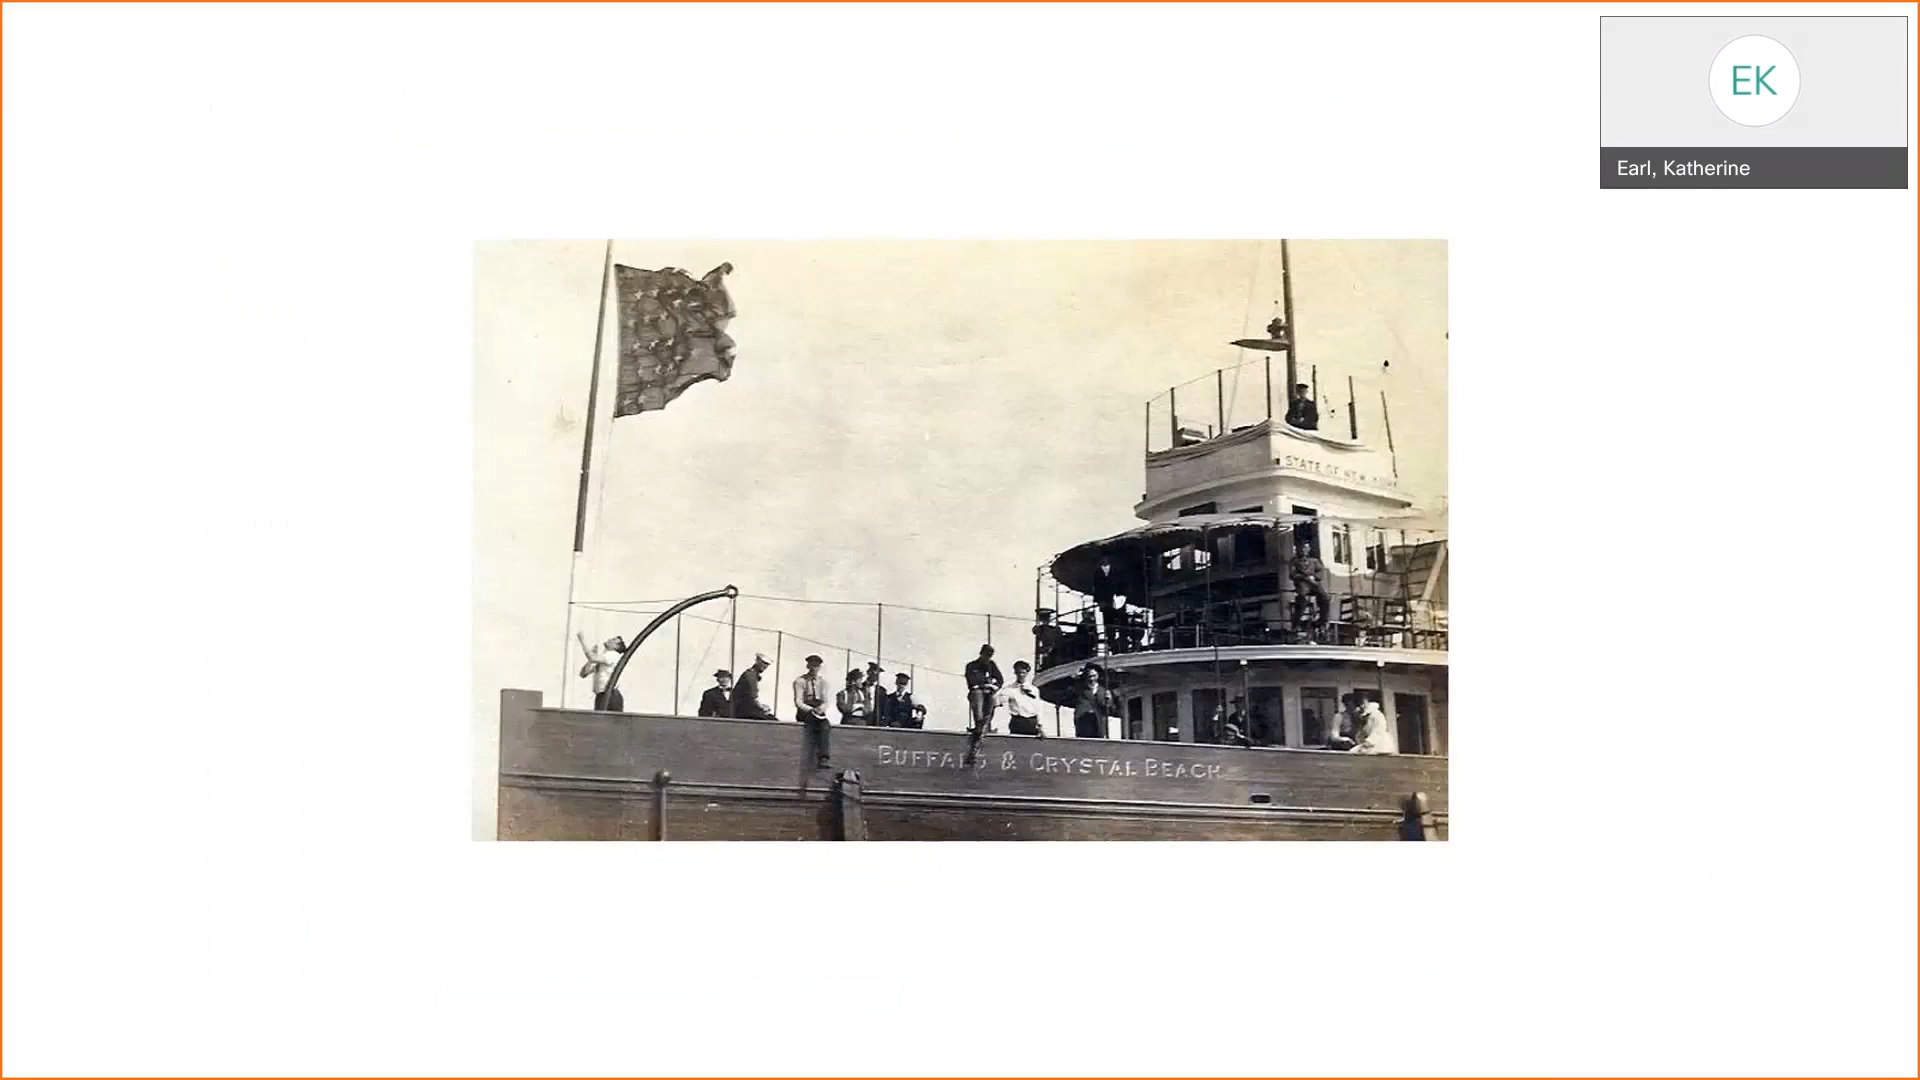 EK
Earl, Katherine
STATE OF NEW YORK
BUFFALO & CRYSTAL BEACH